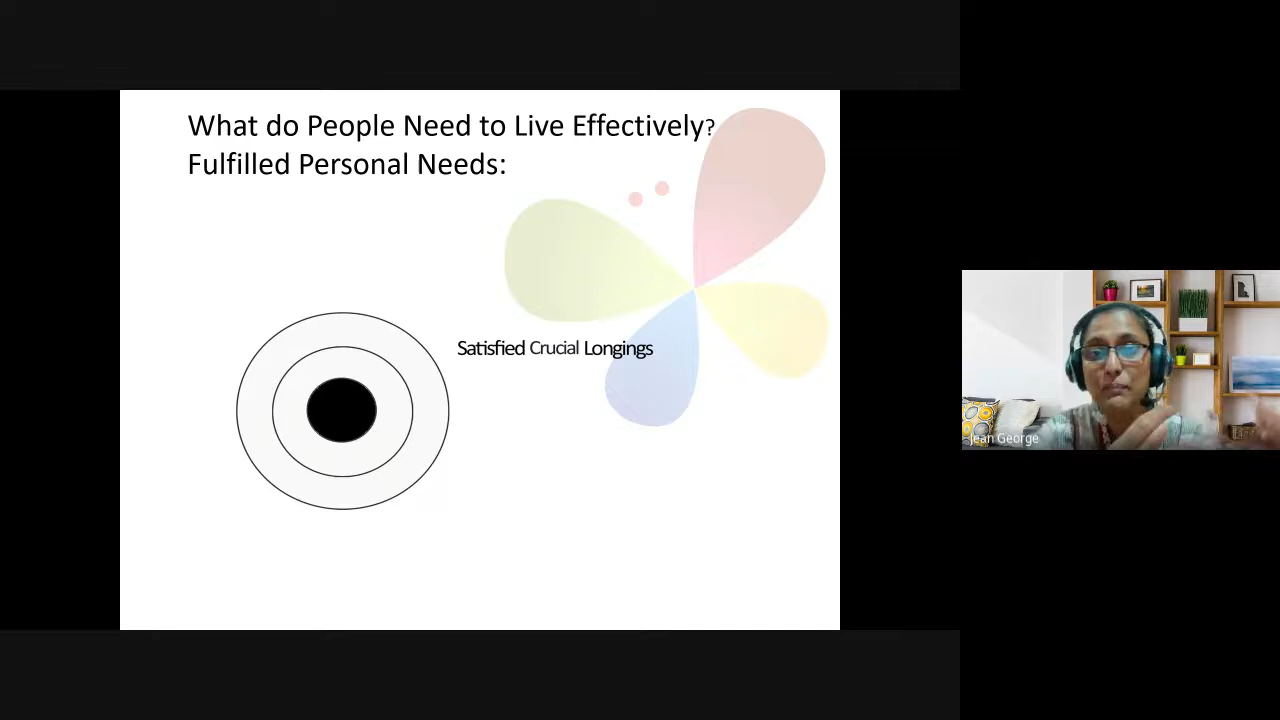 What do People Need to Live Effectively?
Fulfilled Personal Needs:
Satisfied Crucial Longings
Jean George